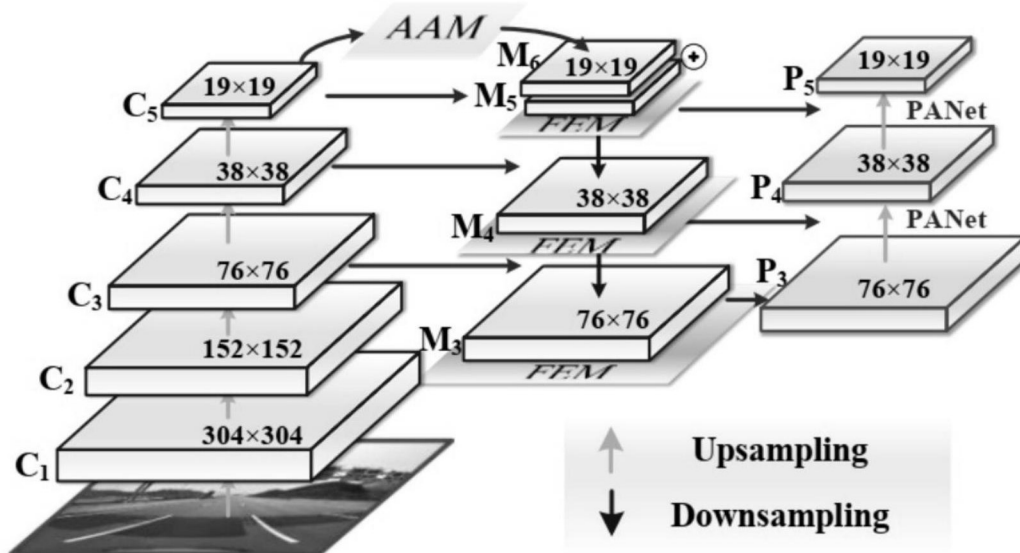 AAM
C₅ 19×19
M₆ 19×19 +
M₅
FEM
P₅ 19×19
PANet
C₄ 38×38
M₄ 38×38
FEM
P₄ 38×38
PANet
C₃ 76×76
M₃ 76×76
FEM
P₃ 76×76
C₂ 152×152
C₁ 304×304
Upsampling
Downsampling